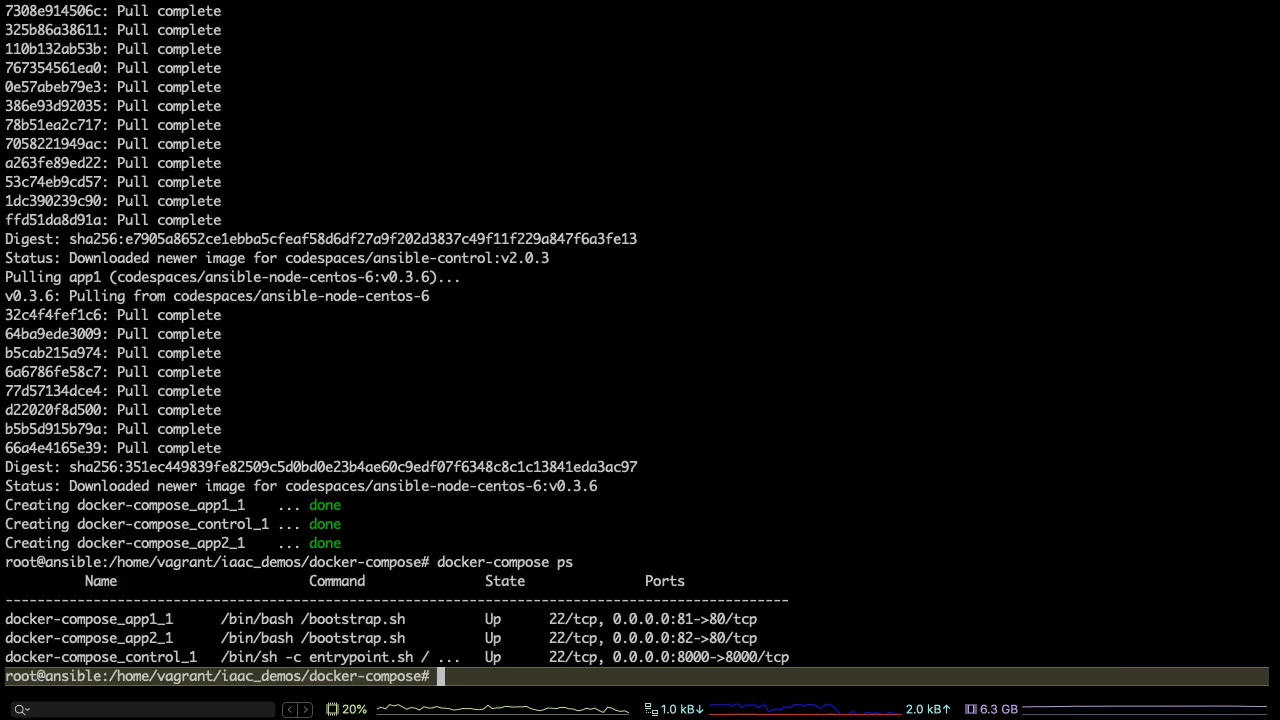 7308e914506c: Pull complete
325b86a38611: Pull complete
110b132ab53b: Pull complete
767354561ea0: Pull complete
0e57abeb79e3: Pull complete
386e93d92035: Pull complete
78b51ea2c717: Pull complete
7058221949ac: Pull complete
a263fe89ed22: Pull complete
53c74eb9cd57: Pull complete
1dc390239c90: Pull complete
ffd51da8d91a: Pull complete
Digest: sha256:e7905a8652ce1ebba5cfeaf58d6df27a9f202d3837c49f11f229a847f6a3fe13
Status: Downloaded newer image for codespaces/ansible-control:v2.0.3
Pulling app1 (codespaces/ansible-node-centos-6:v0.3.6)...
v0.3.6: Pulling from codespaces/ansible-node-centos-6
32c4f4fef1c6: Pull complete
64ba9ede3009: Pull complete
b5cab215a974: Pull complete
6a6786fe58c7: Pull complete
77d57134dce4: Pull complete
d22020f8d500: Pull complete
b5b5d915b79a: Pull complete
66a4e4165e39: Pull complete
Digest: sha256:351ec449839fe82509c5d0bd0e23b4ae60c9edf07f6348c8c1c13841eda3ac97
Status: Downloaded newer image for codespaces/ansible-node-centos-6:v0.3.6
Creating docker-compose_app1_1 ... done
Creating docker-compose_control_1 ... done
Creating docker-compose_app2_1 ... done
root@ansible:/home/vagrant/iaac_demos/docker-compose# docker-compose ps
Name Command State Ports
--------------------------------------------------------------------------------------------------
docker-compose_app1_1 /bin/bash /bootstrap.sh Up 22/tcp, 0.0.0.0:81->80/tcp
docker-compose_app2_1 /bin/bash /bootstrap.sh Up 22/tcp, 0.0.0.0:82->80/tcp
docker-compose_control_1 /bin/sh -c entrypoint.sh / ... Up 22/tcp, 0.0.0.0:8000->8000/tcp
root@ansible:/home/vagrant/iaac_demos/docker-compose#
20% 1.0 kB↓ 2.0 kB↑ 6.3 GB